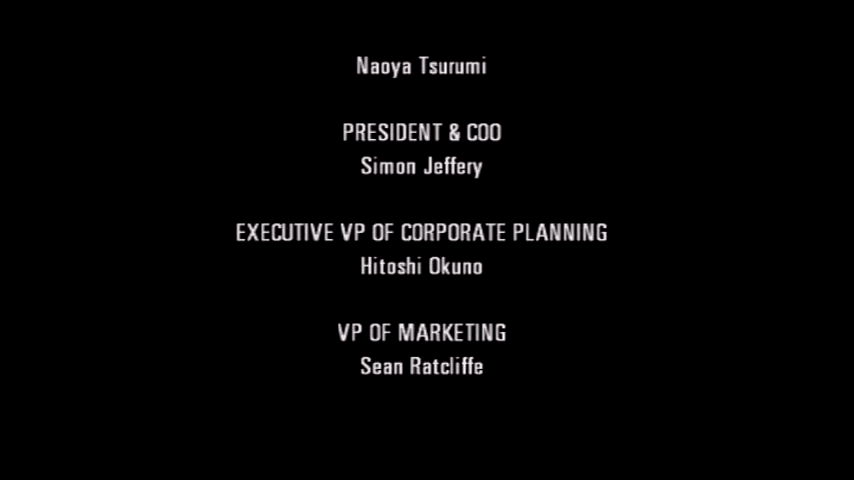 Naoya Tsurumi
PRESIDENT & COO
Simon Jeffery
EXECUTIVE VP OF CORPORATE PLANNING
Hitoshi Okuno
VP OF MARKETING
Sean Ratcliffe